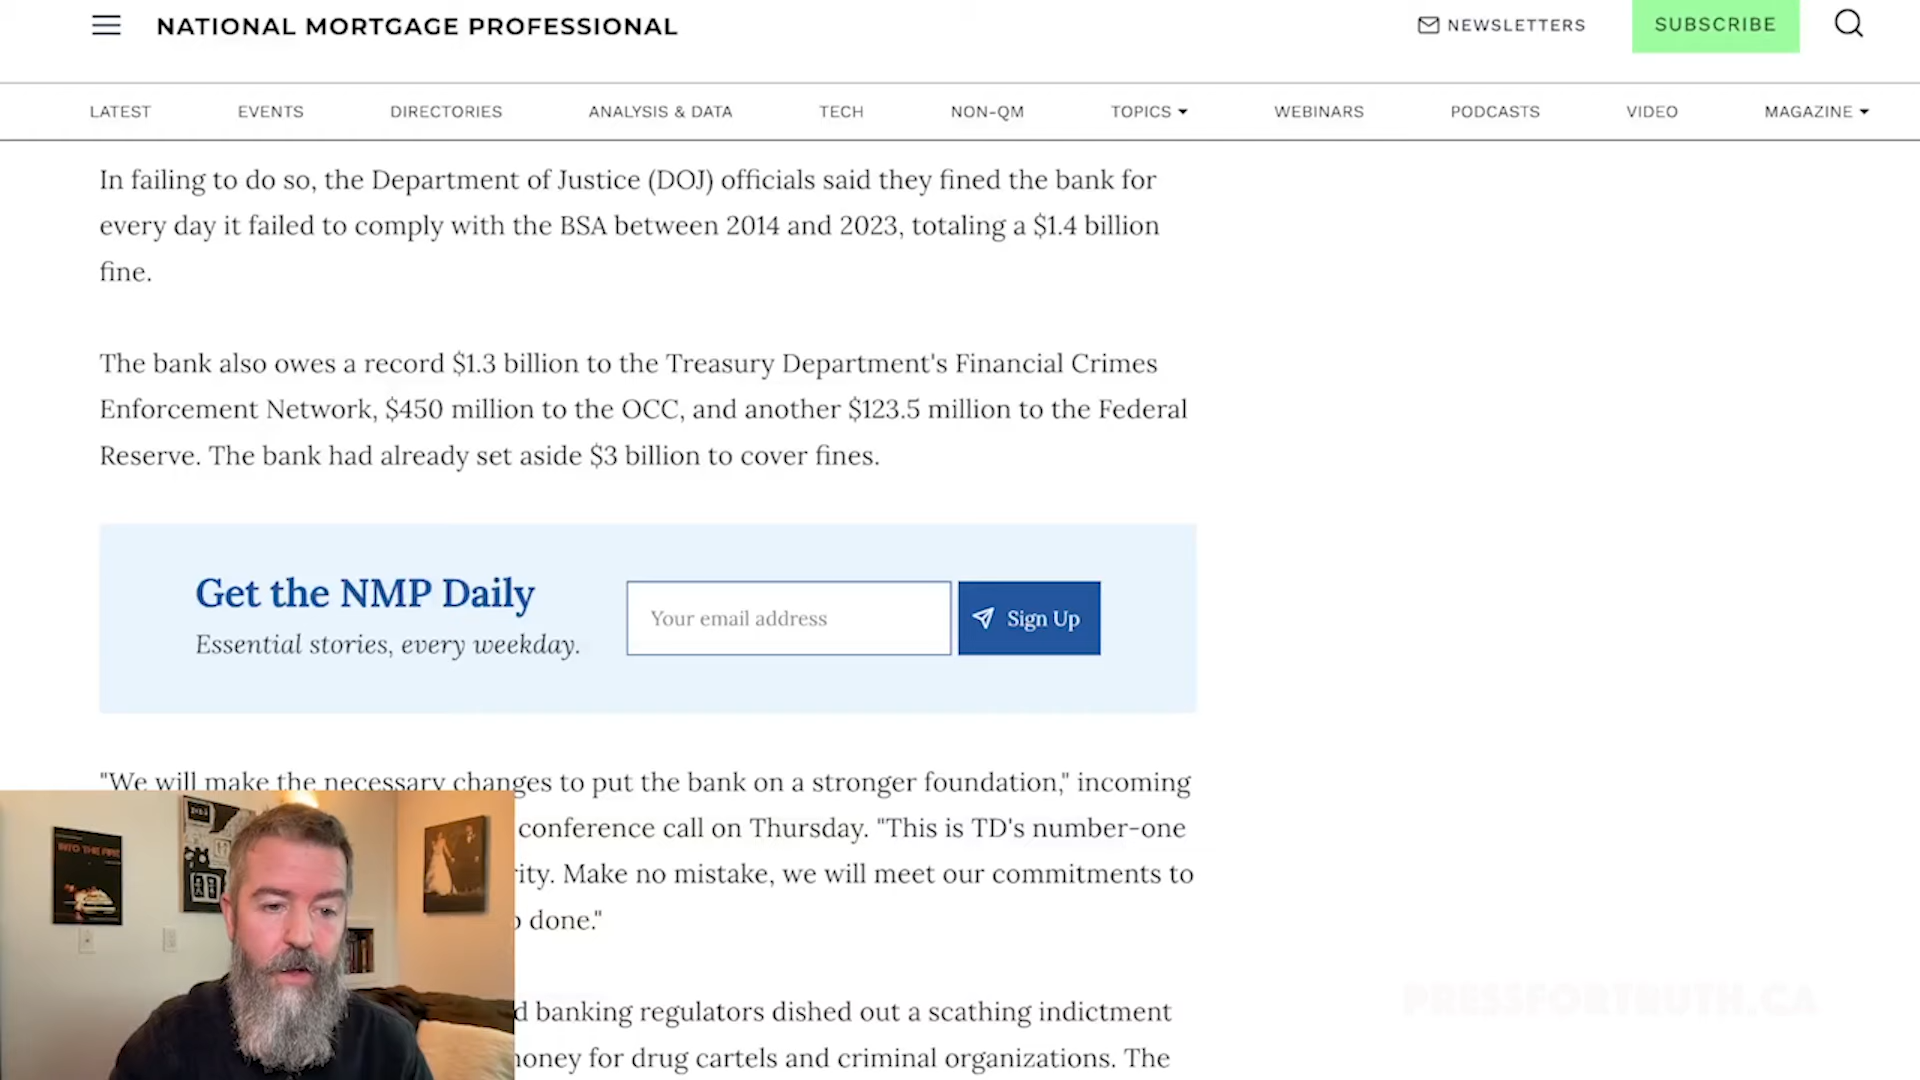 NATIONAL MORTGAGE PROFESSIONAL
NEWSLETTERS
SUBSCRIBE
LATEST EVENTS DIRECTORIES ANALYSIS & DATA TECH NON-QM TOPICS WEBINARS PODCASTS VIDEO MAGAZINE
In failing to do so, the Department of Justice (DOJ) officials said they fined the bank for
every day it failed to comply with the BSA between 2014 and 2023, totaling a $1.4 billion
fine.
The bank also owes a record $1.3 billion to the Treasury Department's Financial Crimes
Enforcement Network, $450 million to the OCC, and another $123.5 million to the Federal
Reserve. The bank had already set aside $3 billion to cover fines.
Get the NMP Daily
Essential stories, every weekday.
Your email address
Sign Up
"We will make the necessary changes to put the bank on a stronger foundation," incoming
conference call on Thursday. "This is TD's number-one
Make no mistake, we will meet our commitments to
done."
banking regulators dished out a scathing indictment
for drug cartels and criminal organizations. The
INTO THE FIRE
PRESSFORTRUTH.CA